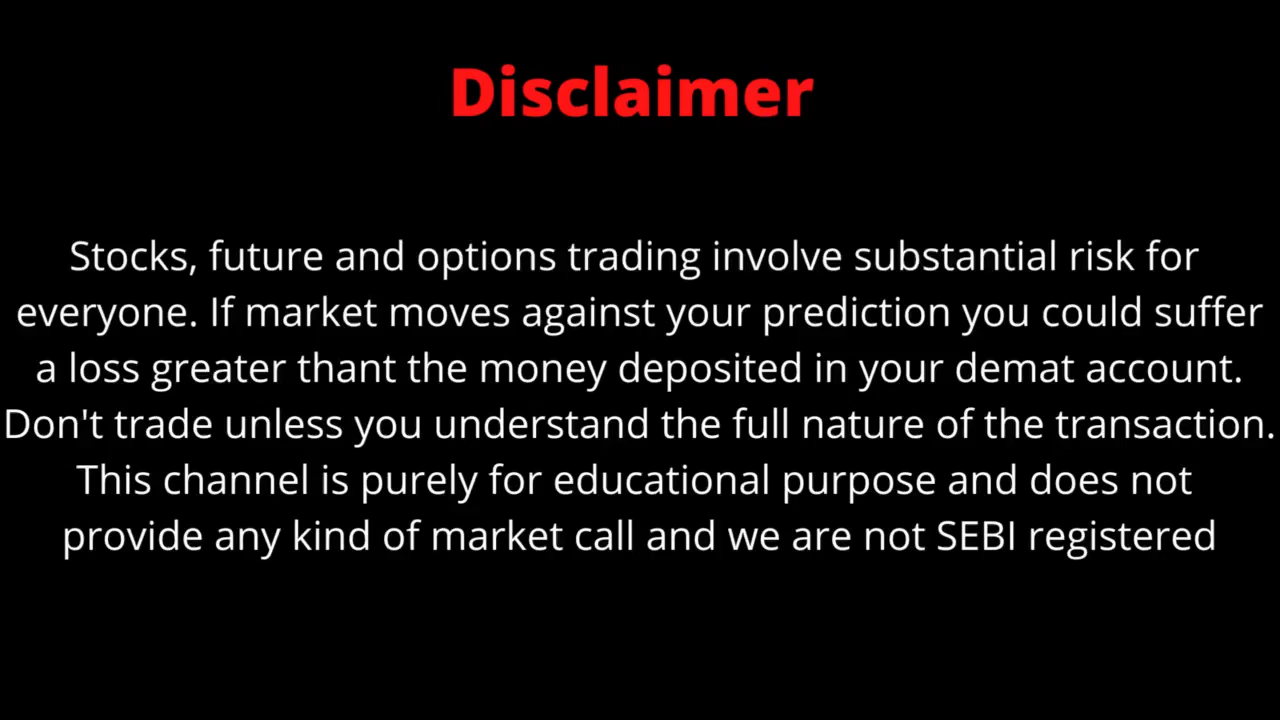 Disclaimer
Stocks, future and options trading involve substantial risk for
everyone. If market moves against your prediction you could suffer
a loss greater thant the money deposited in your demat account.
Don't trade unless you understand the full nature of the transaction.
This channel is purely for educational purpose and does not
provide any kind of market call and we are not SEBI registered